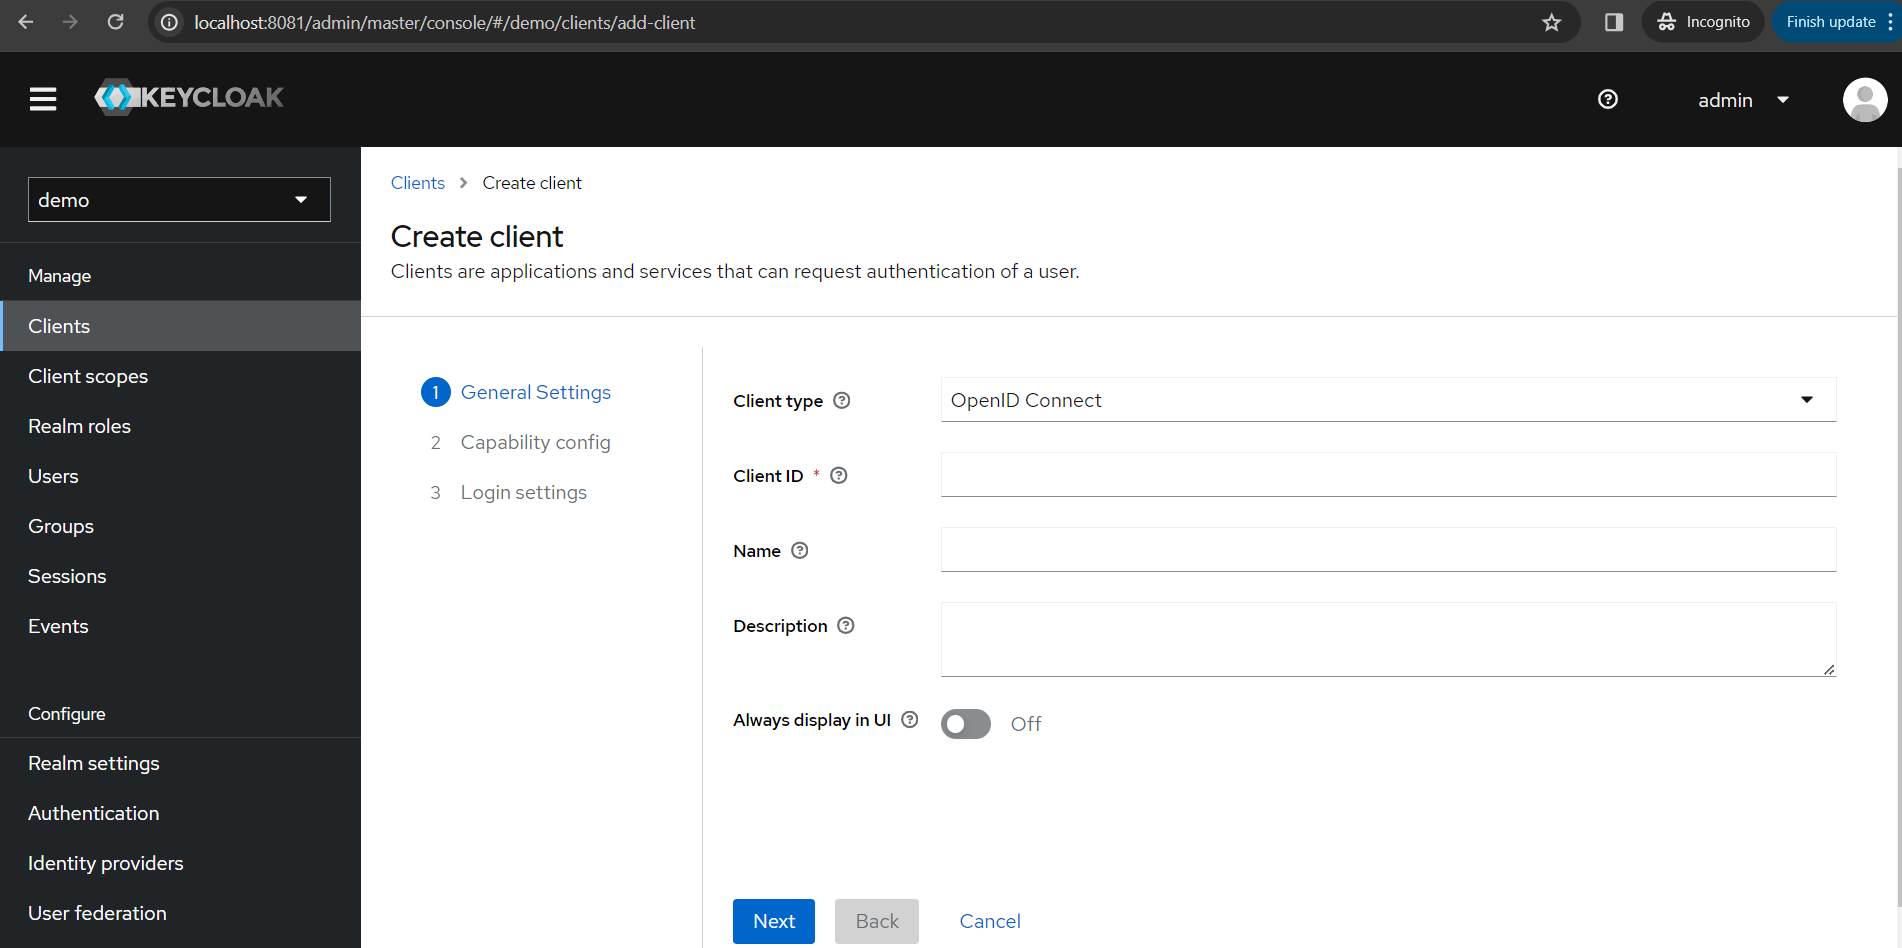 localhost:8081/admin/master/console/#/demo/clients/add-client
Incognito
Finish update
KEYCLOAK
admin
demo
Manage
Clients
Client scopes
Realm roles
Users
Groups
Sessions
Events
Configure
Realm settings
Authentication
Identity providers
User federation
Clients > Create client
Create client
Clients are applications and services that can request authentication of a user.
1 General Settings
2 Capability config
3 Login settings
Client type OpenID Connect
Client ID *
Name
Description
Always display in UI Off
Next Back Cancel